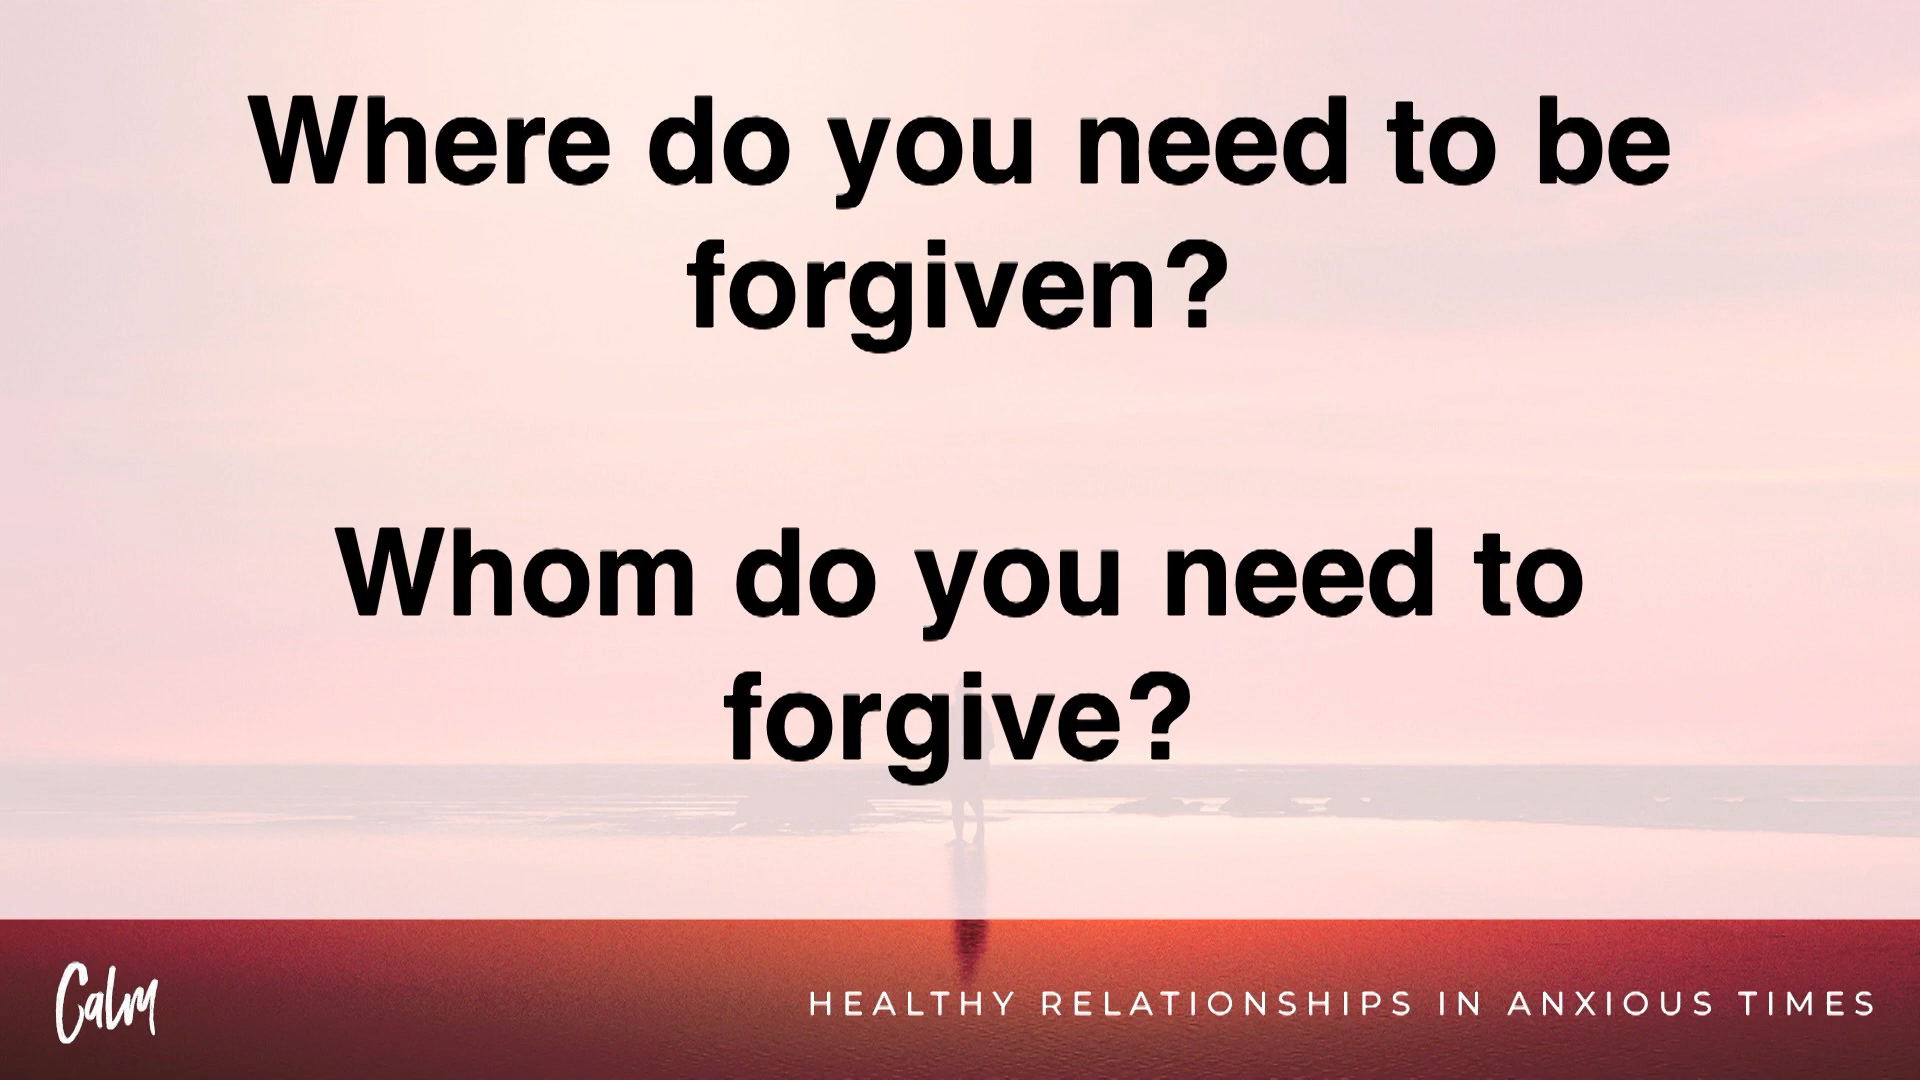 Where do you need to be
forgiven?
Whom do you need to
forgive?
Calm
HEALTHY RELATIONSHIPS IN ANXIOUS TIMES